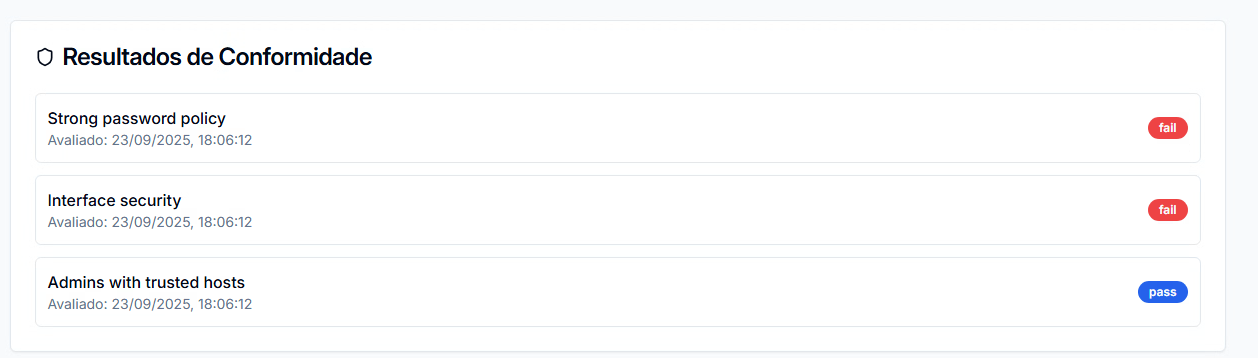 Resultados de Conformidade
Strong password policy
Avaliado: 23/09/2025, 18:06:12
fail
Interface security
Avaliado: 23/09/2025, 18:06:12
fail
Admins with trusted hosts
Avaliado: 23/09/2025, 18:06:12
pass